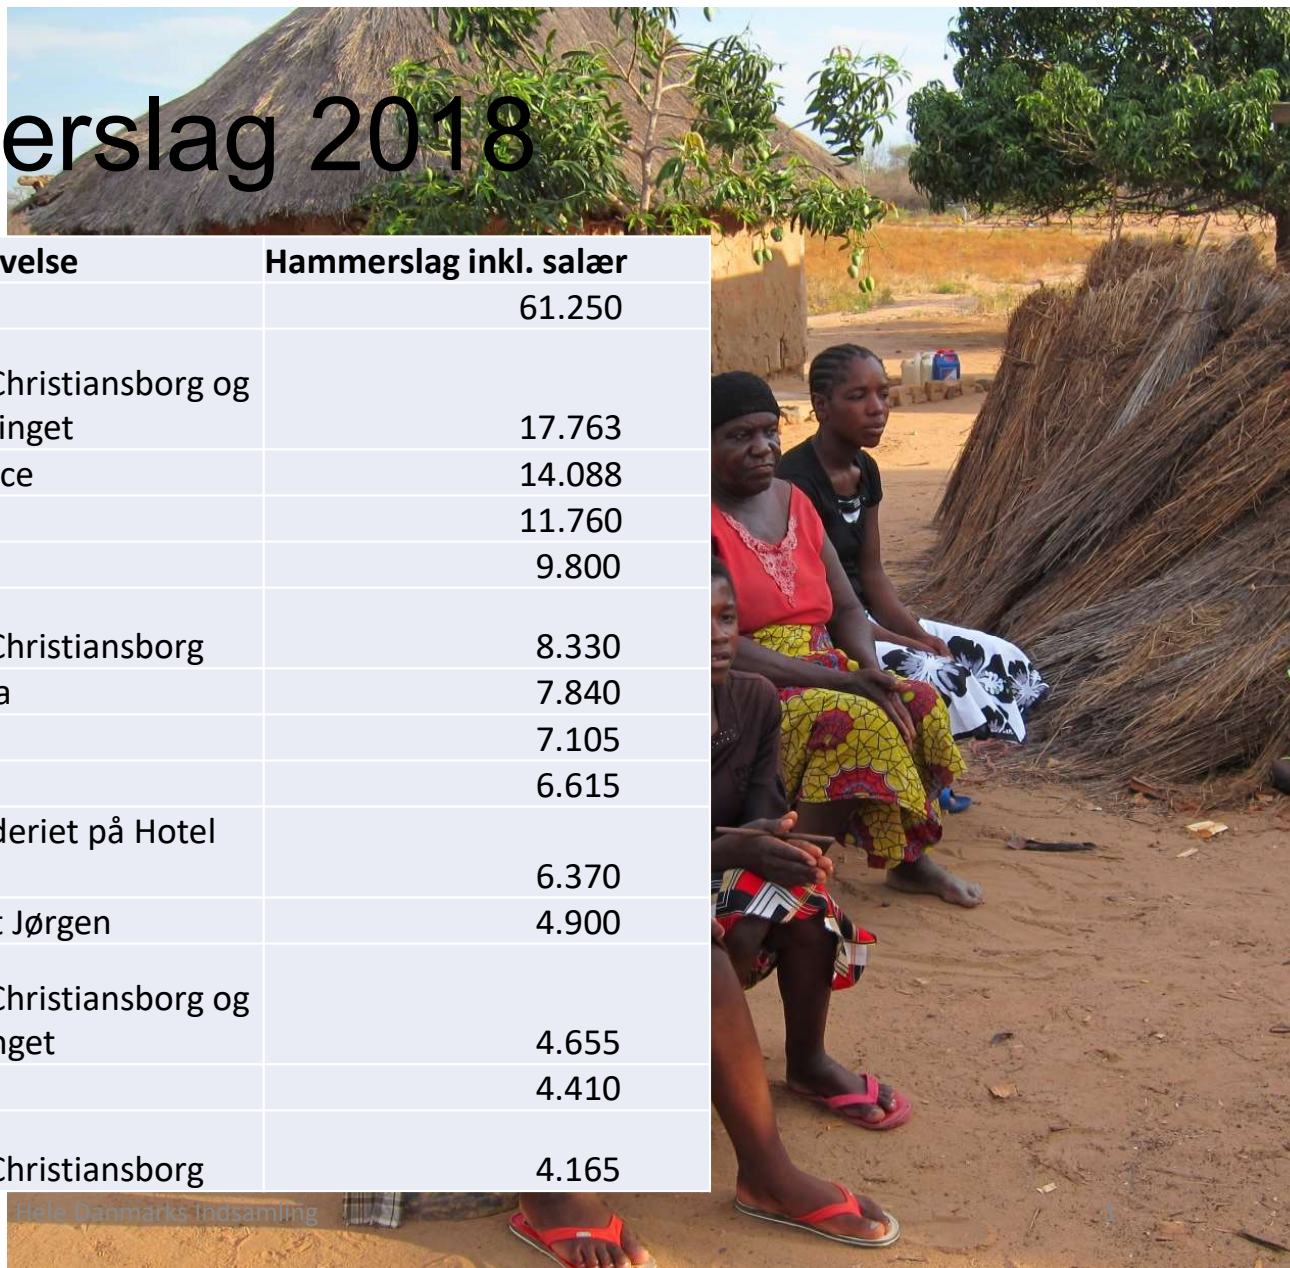 erslag 2018
velse Hammerslag inkl. salær
61.250
Christiansborg og
inget 17.763
ce 14.088
11.760
9.800
Christiansborg 8.330
a 7.840
7.105
6.615
deriet på Hotel
6.370
t Jørgen 4.900
Christiansborg og
nget 4.655
4.410
Christiansborg 4.165
Hele Danmarks Indsamling 1